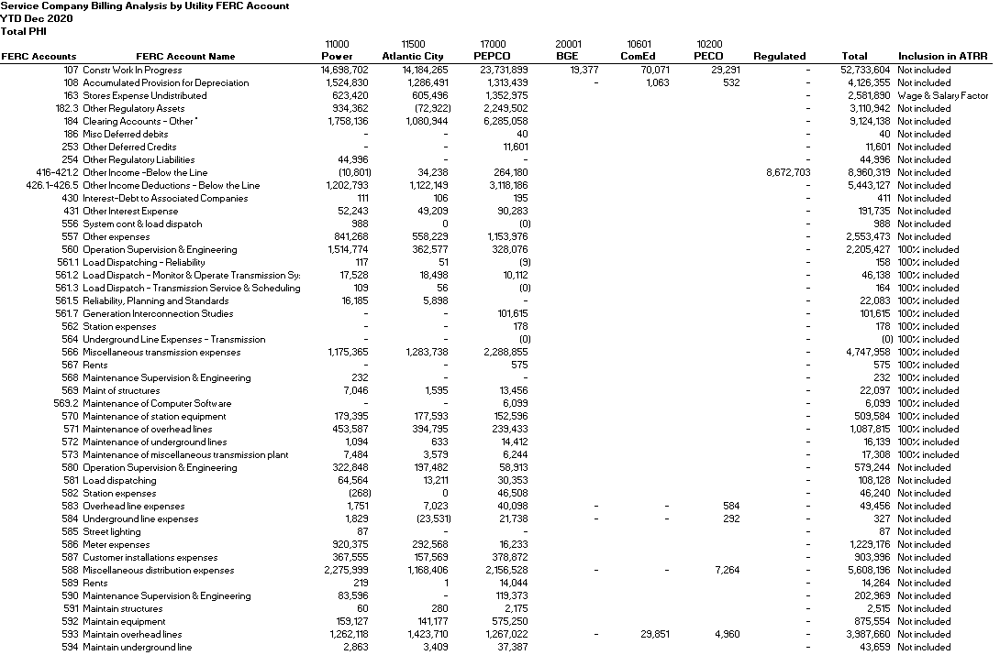 Service Company Billing Analysis by Utility FERC Account
YTD Dec 2020
Total PHI
11000 11500 17000 20001 10601 10200
FERC Accounts FERC Account Name Power Atlantic City PEPCO BGE ComEd PECO Regulated Total Inclusion in ATRR
107 Constr Work In Progress 14,698,702 14,184,265 23,731,899 19,377 70,071 29,291 - 52,733,604 Not included
108 Accumulated Provision for Depreciation 1,524,830 1,286,491 1,313,439 - 1,063 532 - 4,126,355 Not included
163 Stores Expense Undistributed 623,420 605,496 1,352,975 - 2,581,890 Wage & Salary Factor
182.3 Other Regulatory Assets 934,362 (72,922) 2,249,502 - 3,110,942 Not included
184 Clearing Accounts - Other * 1,758,136 1,080,944 6,285,058 - 9,124,138 Not included
186 Misc Deferred debits - - 40 - 40 Not included
253 Other Deferred Credits - - 11,601 - 11,601 Not included
254 Other Regulatory Liabilities 44,996 - - - 44,996 Not included
416-421.2 Other Income -Below the Line (10,801) 34,238 264,180 8,672,703 8,960,319 Not included
426.1-426.5 Other Income Deductions - Below the Line 1,202,793 1,122,149 3,118,186 - 5,443,127 Not included
430 Interest-Debt to Associated Companies 111 106 195 - 411 Not included
431 Other Interest Expense 52,243 49,209 90,283 - 191,735 Not included
556 System cont & load dispatch 988 0 (0) - 988 Not included
557 Other expenses 841,268 558,229 1,153,976 - 2,553,473 Not included
560 Operation Supervision & Engineering 1,514,774 362,577 328,076 - 2,205,427 100% included
561.1 Load Dispatching - Reliability 117 51 (9) - 158 100% included
561.2 Load Dispatch - Monitor & Operate Transmission Sy: 17,528 18,498 10,112 - 46,138 100% included
561.3 Load Dispatch - Transmission Service & Scheduling 109 56 (0) - 164 100% included
561.5 Reliability, Planning and Standards 16,185 5,898 - - 22,083 100% included
561.7 Generation Interconnection Studies - - 101,615 - 101,615 100% included
562 Station expenses - - 178 - 178 100% included
564 Underground Line Expenses - Transmission - - (0) - (0) 100% included
566 Miscellaneous transmission expenses 1,175,365 1,283,738 2,288,855 - 4,747,958 100% included
567 Rents - - 575 - 575 100% included
568 Maintenance Supervision & Engineering 232 - - - 232 100% included
569 Maint of structures 7,046 1,595 13,456 - 22,097 100% included
569.2 Maintenance of Computer Software - - 6,099 - 6,099 100% included
570 Maintenance of station equipment 179,395 177,593 152,596 - 509,584 100% included
571 Maintenance of overhead lines 453,587 394,795 239,433 - 1,087,815 100% included
572 Maintenance of underground lines 1,094 633 14,412 - 16,139 100% included
573 Maintenance of miscellaneous transmission plant 7,484 3,579 6,244 - 17,308 100% included
580 Operation Supervision & Engineering 322,848 197,482 58,913 - 579,244 Not included
581 Load dispatching 64,564 13,211 30,353 - 108,128 Not included
582 Station expenses (268) 0 46,508 - 46,240 Not included
583 Overhead line expenses 1,751 7,023 40,098 - - 584 - 49,456 Not included
584 Underground line expenses 1,829 (23,531) 21,738 - - 292 - 327 Not included
585 Street lighting 87 - - - 87 Not included
586 Meter expenses 920,375 292,568 16,233 - 1,229,176 Not included
587 Customer installations expenses 367,555 157,569 378,872 - 903,996 Not included
588 Miscellaneous distribution expenses 2,275,999 1,168,406 2,156,528 - - 7,264 - 5,608,196 Not included
589 Rents 219 1 14,044 - 14,264 Not included
590 Maintenance Supervision & Engineering 83,596 - 119,373 - 202,969 Not included
591 Maintain structures 60 280 2,175 - 2,515 Not included
592 Maintain equipment 159,127 141,177 575,250 - 875,554 Not included
593 Maintain overhead lines 1,262,118 1,423,710 1,267,022 - 29,851 4,960 - 3,987,660 Not included
594 Maintain underground line 2,863 3,409 37,387 - 43,659 Not included